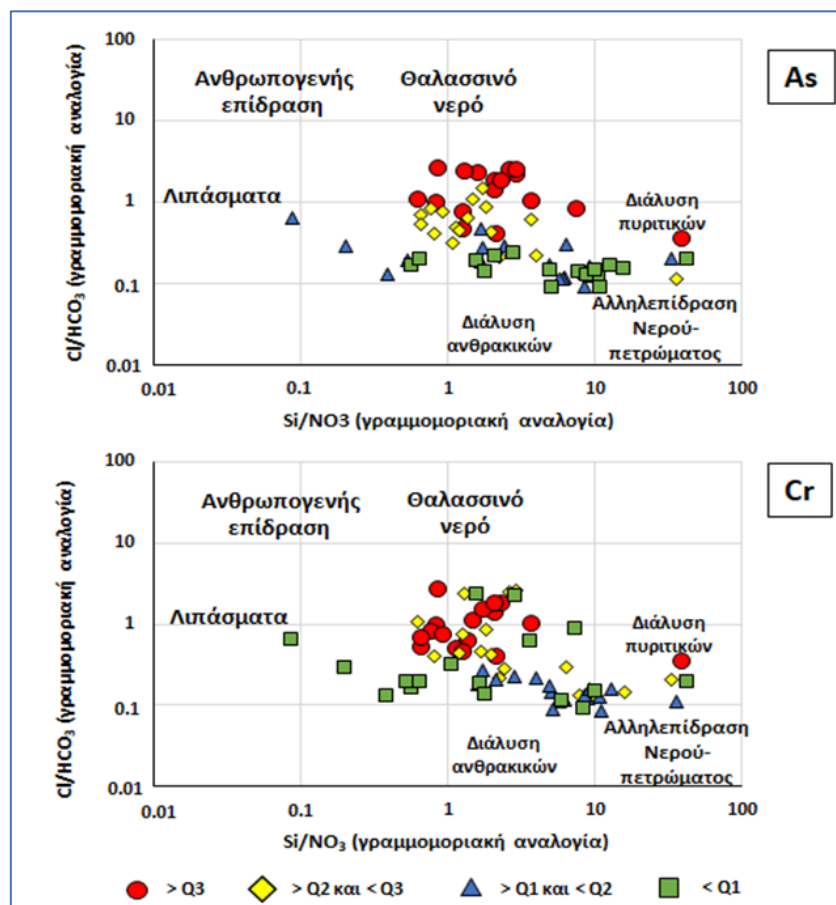 100
10
1
0.1
0.01
Cl/HCO₃ (γραμμομοριακή αναλογία)
Ανθρωπογενής
επίδραση
Θαλασσινό
νερό
As
Λιπάσματα
Διάλυση
πυριτικών
Διάλυση
ανθρακικών
Αλληλεπίδραση
Νερού-
πετρώματος
0.01 0.1 1 10 100
Si/NO3 (γραμμομοριακή αναλογία)
100
10
1
0.1
0.01
Cl/HCO₃ (γραμμομοριακή αναλογία)
Ανθρωπογενής
επίδραση
Θαλασσινό
νερό
Cr
Λιπάσματα
Διάλυση
πυριτικών
Διάλυση
ανθρακικών
Αλληλεπίδραση
Νερού-
πετρώματος
0.01 0.1 1 10 100
Si/NO₃ (γραμμομοριακή αναλογία)
> Q3 > Q2 και < Q3 > Q1 και < Q2 < Q1